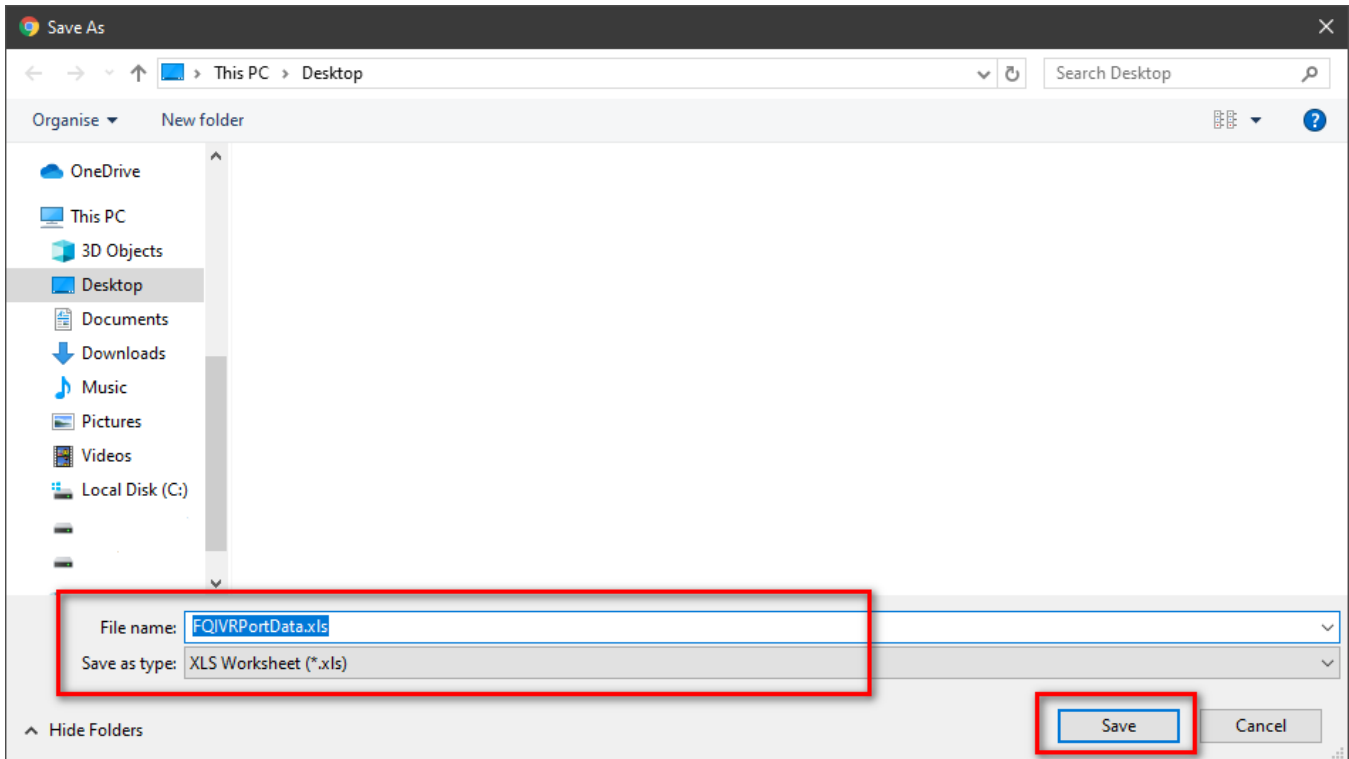 Save As
This PC > Desktop
Search Desktop
Organise
New folder
?
OneDrive
This PC
3D Objects
Desktop
Documents
Downloads
Music
Pictures
Videos
Local Disk (C:)
File name: FQIVRPortData.xls
Save as type: XLS Worksheet (*.xls)
Hide Folders
Save
Cancel